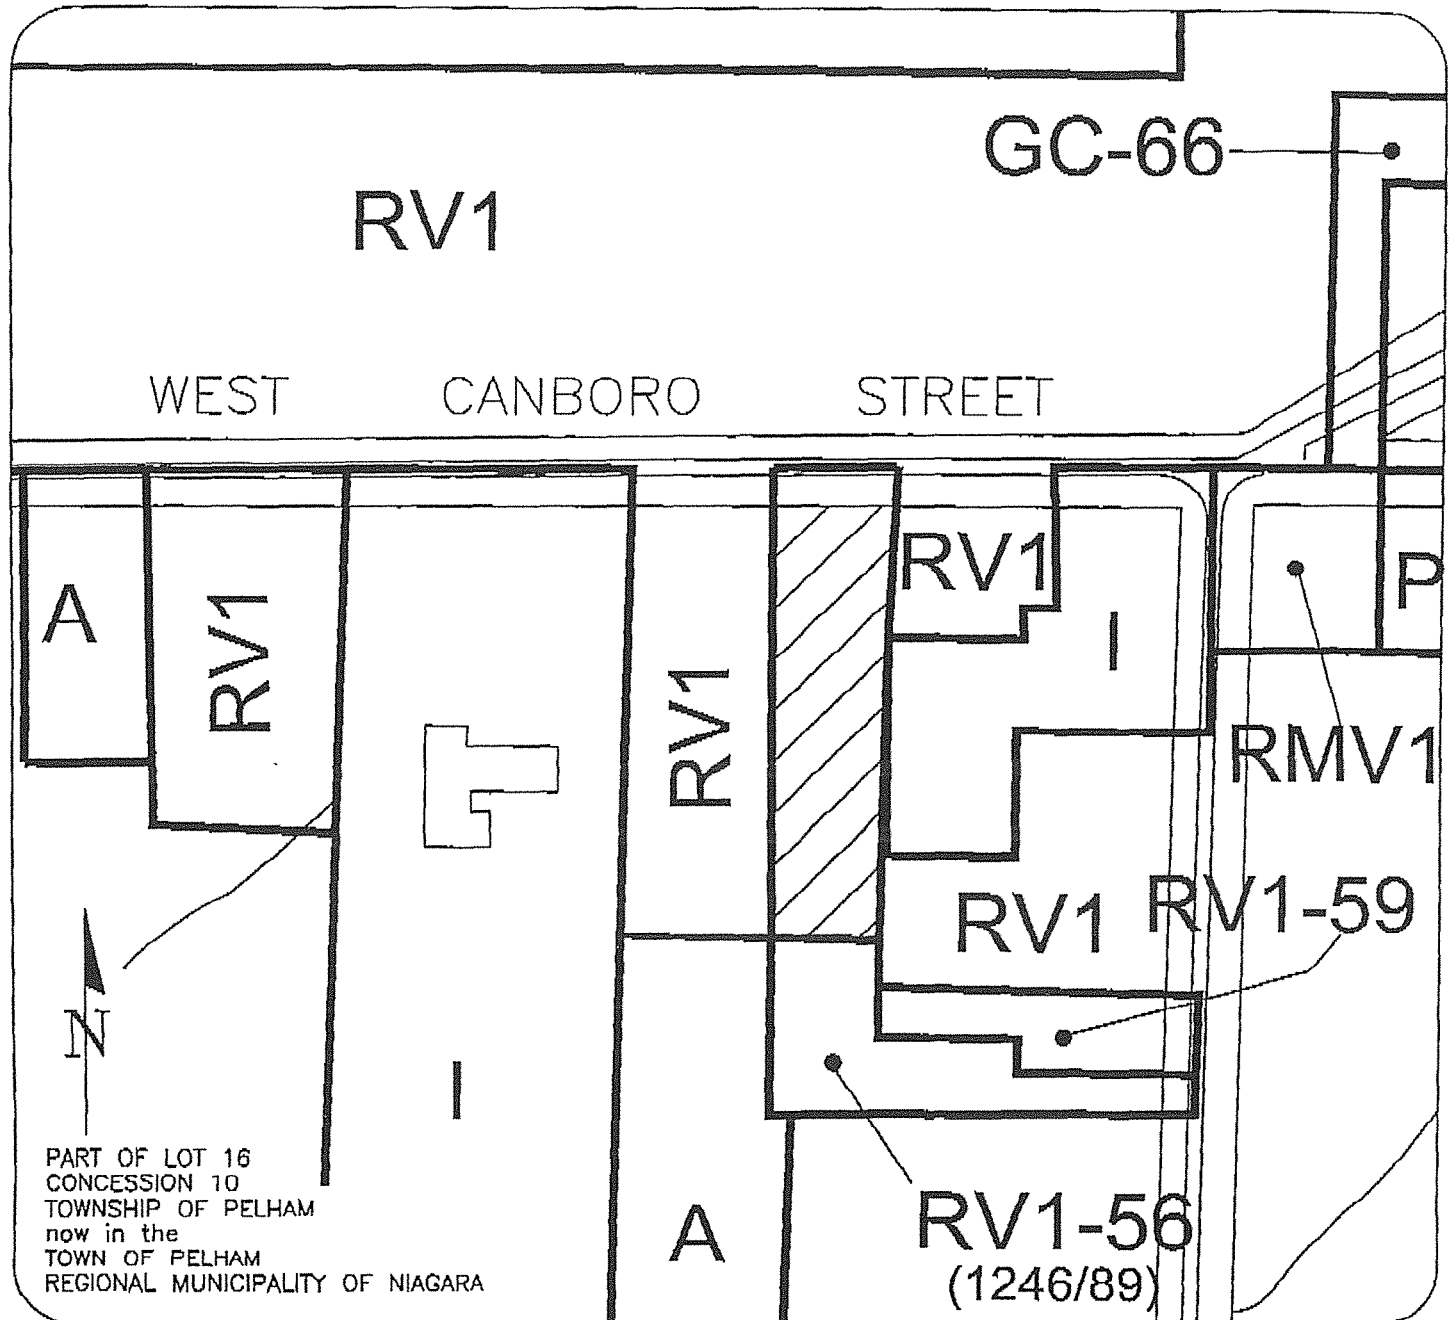 GC-66
RV1
WEST CANBORO STREET
A
RV1
RV1
RV1
I
P
RMV1
RV1
RV1-59
N
I
A
RV1-56
(1246/89)
PART OF LOT 16
CONCESSION 10
TOWNSHIP OF PELHAM
now in the
TOWN OF PELHAM
REGIONAL MUNICIPALITY OF NIAGARA